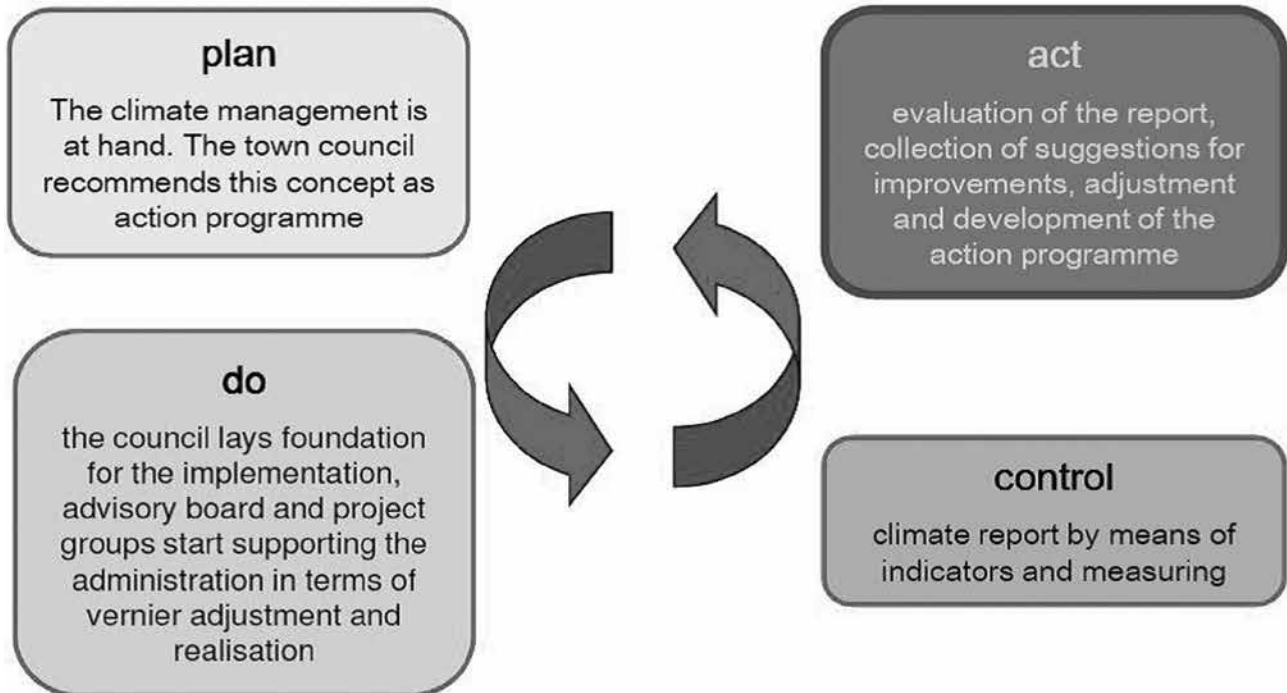 plan
The climate management is
at hand. The town council
recommends this concept as
action programme
act
evaluation of the report,
collection of suggestions for
improvements, adjustment
and development of the
action programme
do
the council lays foundation
for the implementation,
advisory board and project
groups start supporting the
administration in terms of
vernier adjustment and
realisation
control
climate report by means of
indicators and measuring